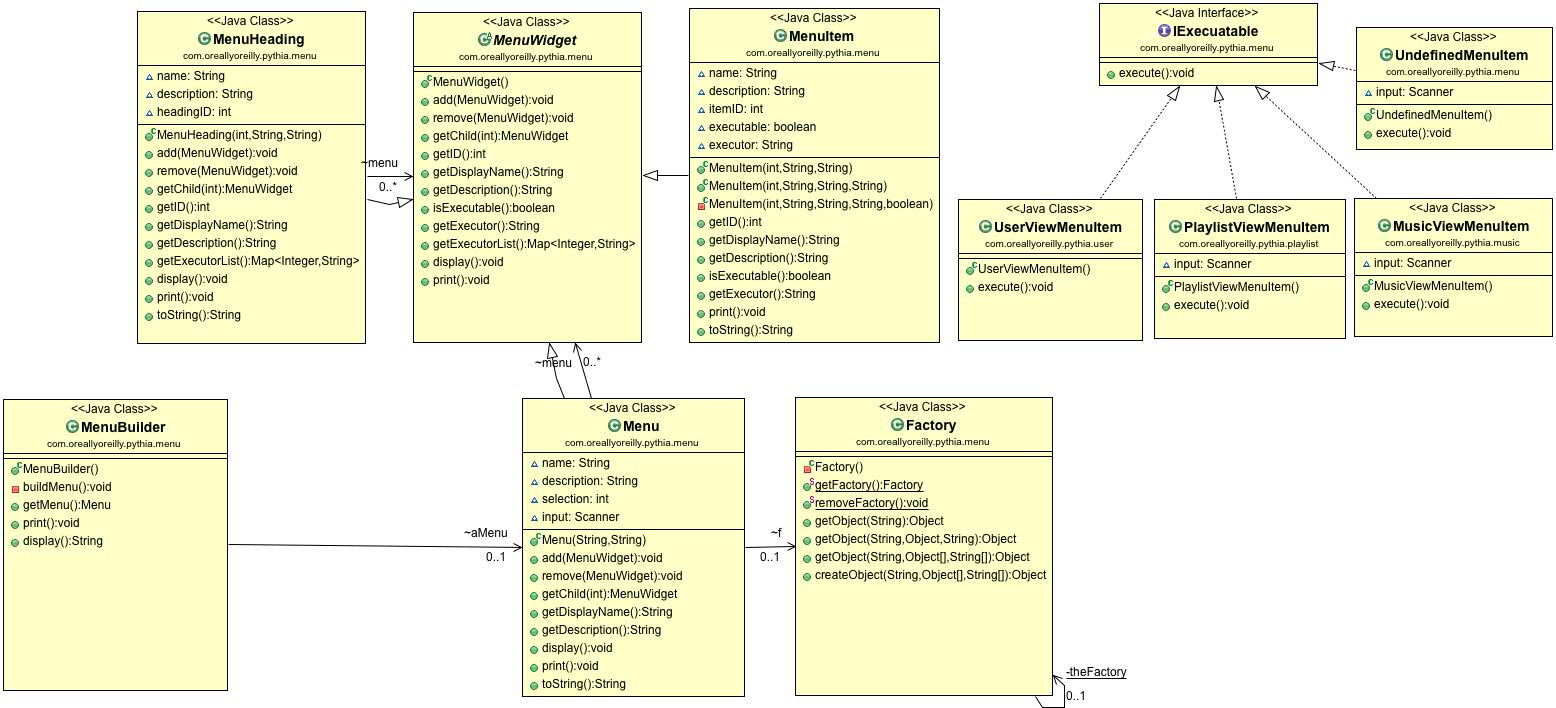 <<Java Class>>
MenuHeading
com.oreallyoreilly.pythia.menu
name: String
description: String
headingID: int
MenuHeading(int,String,String)
add(MenuWidget):void
remove(MenuWidget):void
getChild(int):MenuWidget
getID():int
getDisplayName():String
getDescription():String
getExecutorList():Map<Integer,String>
display():void
print():void
toString():String
~menu
0..*
<<Java Class>>
MenuWidget
com.oreallyoreilly.pythia.menu
MenuWidget()
add(MenuWidget):void
remove(MenuWidget):void
getChild(int):MenuWidget
getID():int
getDisplayName():String
getDescription():String
isExecutable():boolean
getExecutor():String
getExecutorList():Map<Integer,String>
display():void
print():void
<<Java Class>>
MenuItem
com.oreallyoreilly.pythia.menu
name: String
description: String
itemID: int
executable: boolean
executor: String
MenuItem(int,String,String)
MenuItem(int,String,String,String)
MenuItem(int,String,String,String,boolean)
getID():int
getDisplayName():String
getDescription():String
isExecutable():boolean
getExecutor():String
print():void
toString():String
<<Java Interface>>
IExecuatable
com.oreallyoreilly.pythia.menu
execute():void
<<Java Class>>
UndefinedMenuItem
com.oreallyoreilly.pythia.menu
input: Scanner
UndefinedMenuItem()
execute():void
<<Java Class>>
UserViewMenuItem
com.oreallyoreilly.pythia.user
UserViewMenuItem()
execute():void
<<Java Class>>
PlaylistViewMenuItem
com.oreallyoreilly.pythia.playlist
input: Scanner
PlaylistViewMenuItem()
execute():void
<<Java Class>>
MusicViewMenuItem
com.oreallyoreilly.pythia.music
input: Scanner
MusicViewMenuItem()
execute():void
~menu
0..*
<<Java Class>>
MenuBuilder
com.oreallyoreilly.pythia.menu
MenuBuilder()
buildMenu():void
getMenu():Menu
print():void
display():String
~aMenu
0..1
<<Java Class>>
Menu
com.oreallyoreilly.pythia.menu
name: String
description: String
selection: int
input: Scanner
Menu(String,String)
add(MenuWidget):void
remove(MenuWidget):void
getChild(int):MenuWidget
getDisplayName():String
getDescription():String
display():void
print():void
toString():String
~f
0..1
<<Java Class>>
Factory
com.oreallyoreilly.pythia.menu
Factory()
getFactory():Factory
removeFactory():void
getObject(String):Object
getObject(String,Object,String):Object
getObject(String,Object[],String[]):Object
createObject(String,Object[],String[]):Object
-theFactory
0..1